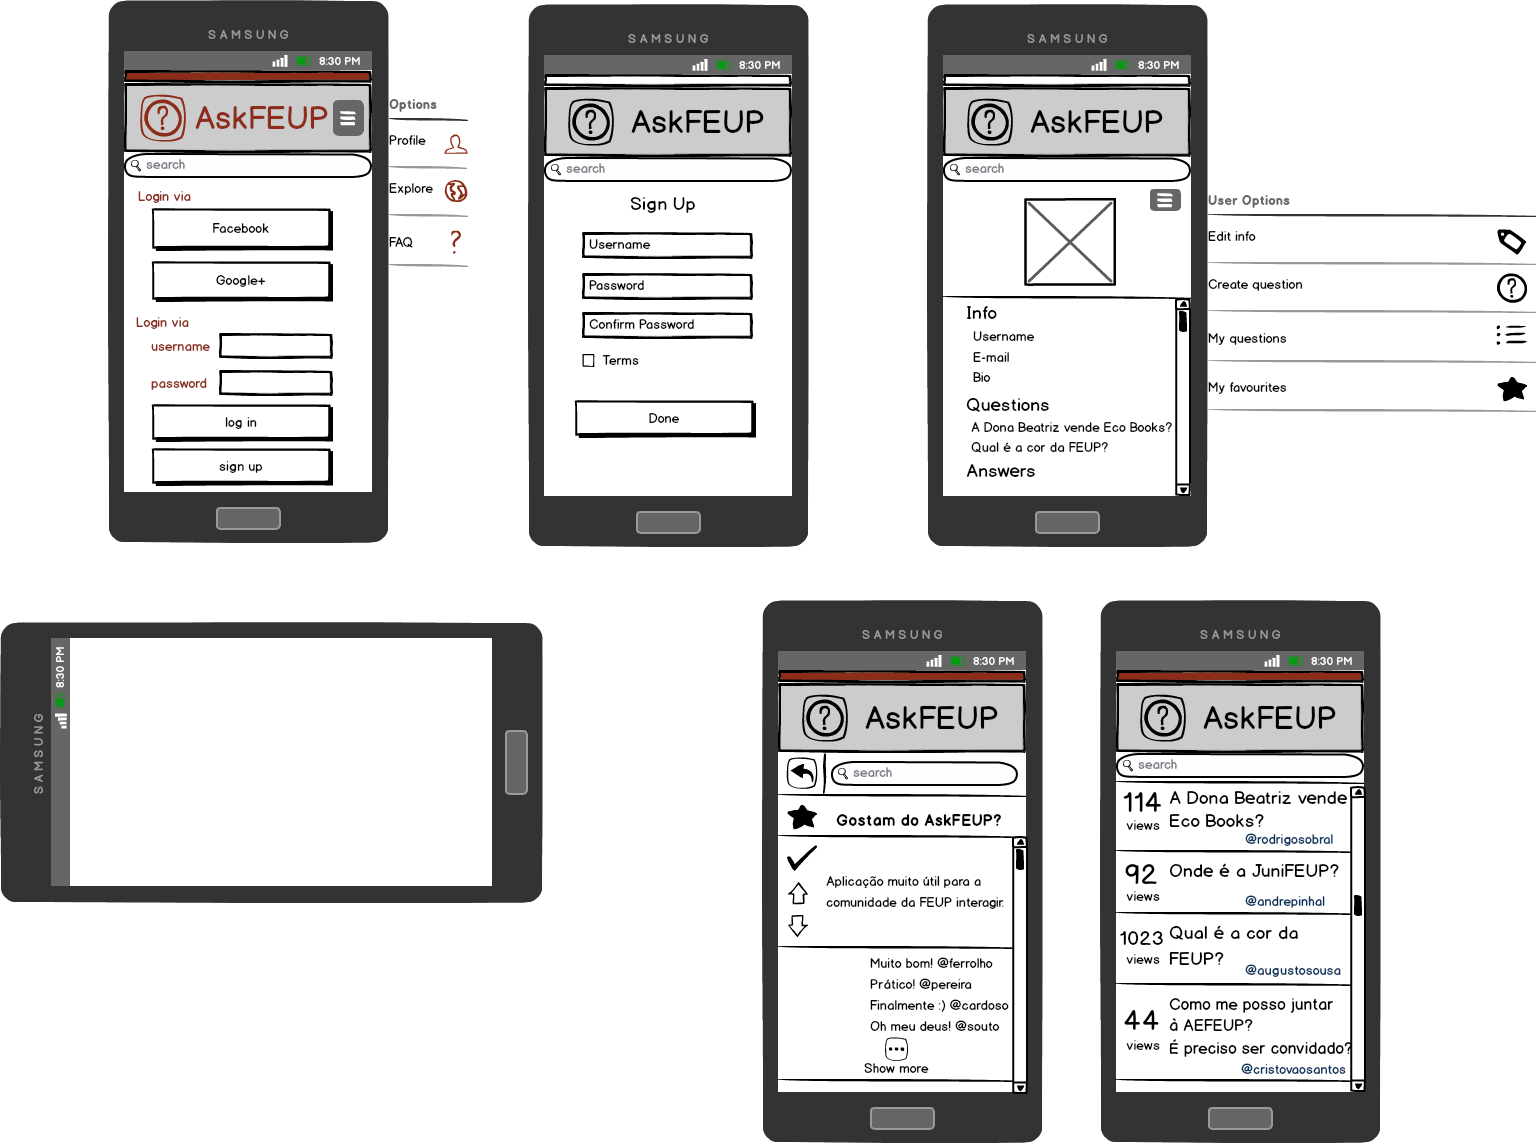 SAMSUNG
8:30 PM
AskFEUP
search
Login via
Facebook
Google+
Login via
username
password
log in
sign up
Options
Profile
Explore
FAQ
SAMSUNG
8:30 PM
AskFEUP
search
Sign Up
Username
Password
Confirm Password
Terms
Done
SAMSUNG
8:30 PM
AskFEUP
search
Info
Username
E-mail
Bio
Questions
A Dona Beatriz vende Eco Books?
Qual é a cor da FEUP?
Answers
User Options
Edit info
Create question
My questions
My favourites
SAMSUNG
8:30 PM
SAMSUNG
8:30 PM
AskFEUP
search
Gostam do AskFEUP?
Aplicação muito útil para a
comunidade da FEUP interagir.
Muito bom! @ferrolho
Prático! @pereira
Finalmente :) @cardoso
Oh meu deus! @souto
Show more
SAMSUNG
8:30 PM
AskFEUP
search
114 views
A Dona Beatriz vende
Eco Books?
@rodrigosobral
92 views
Onde é a JuniFEUP?
@andrepinhal
1023 views
Qual é a cor da
FEUP?
@augustosousa
44 views
Como me posso juntar
à AEFEUP?
É preciso ser convidado?
@cristovaosantos